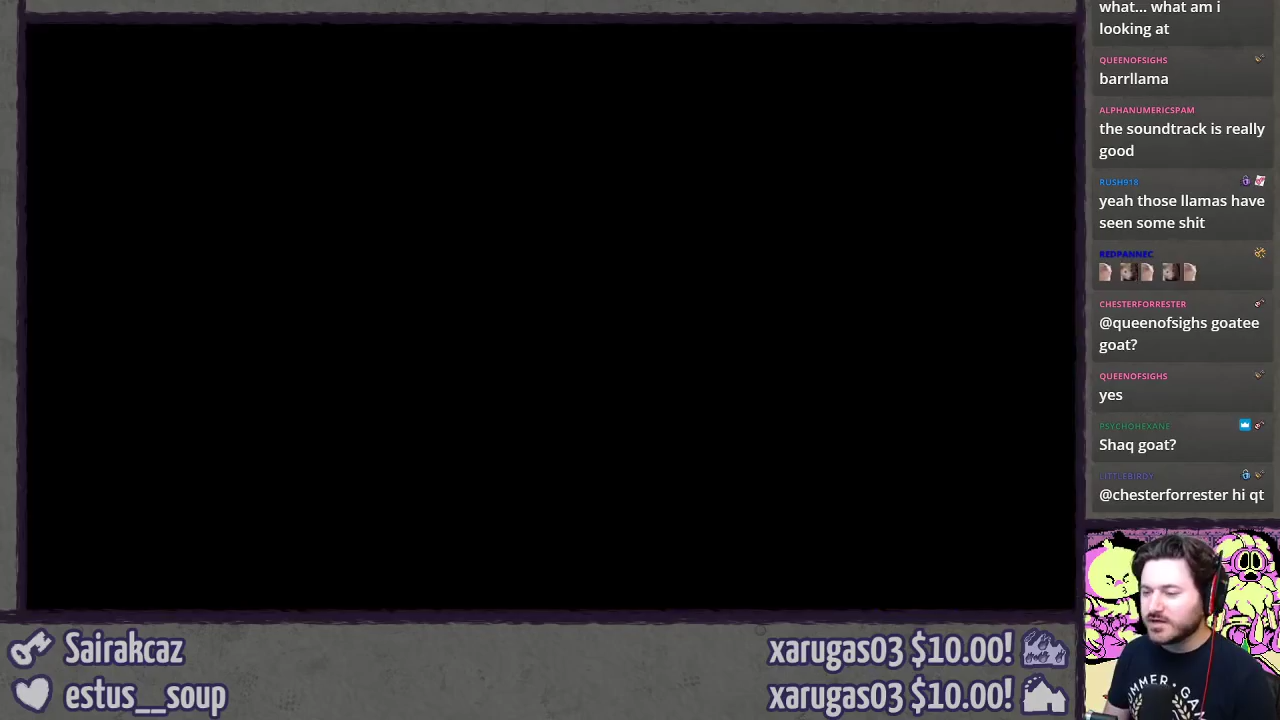 what... what am i
looking at
QUEENOFSIGHS
barrllama
ALPHANUMERICSPAM
the soundtrack is really
good
RUSH918
yeah those llamas have
seen some shit
REDPANNEC
CHESTERFORRESTER
@queenofsighs goatee
goat?
QUEENOFSIGHS
yes
PSYCHOHEXANE
Shaq goat?
@chesterforrester hi qt
Sairakcaz
estus__soup
xarugas03 $10.00!
xarugas03 $10.00!